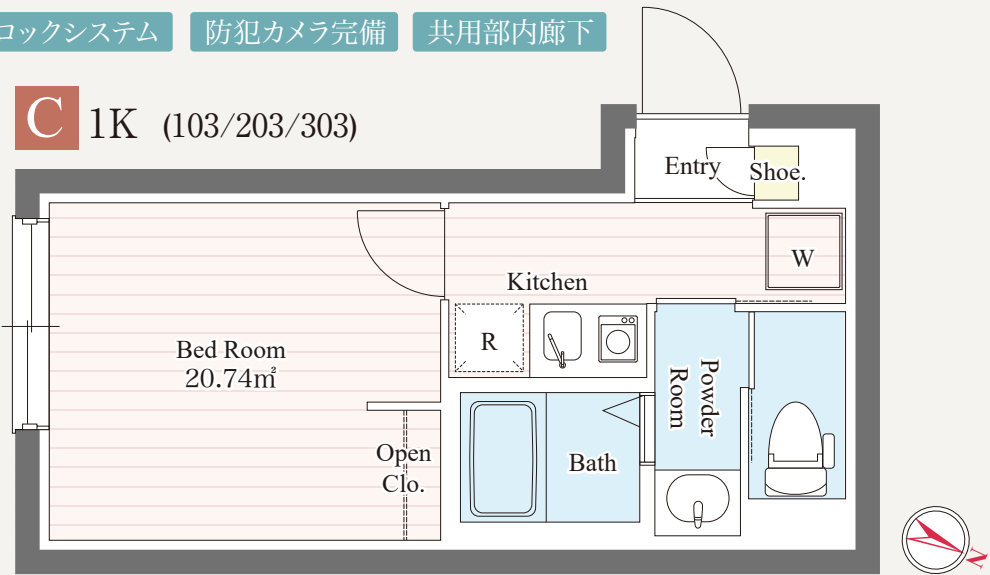 ロックシステム
防犯カメラ完備
共用部内廊下
C 1K (103/203/303)
Entry
Shoe.
W
Kitchen
R
Bed Room
20.74㎡
Powder
Room
Open
Clo.
Bath
N